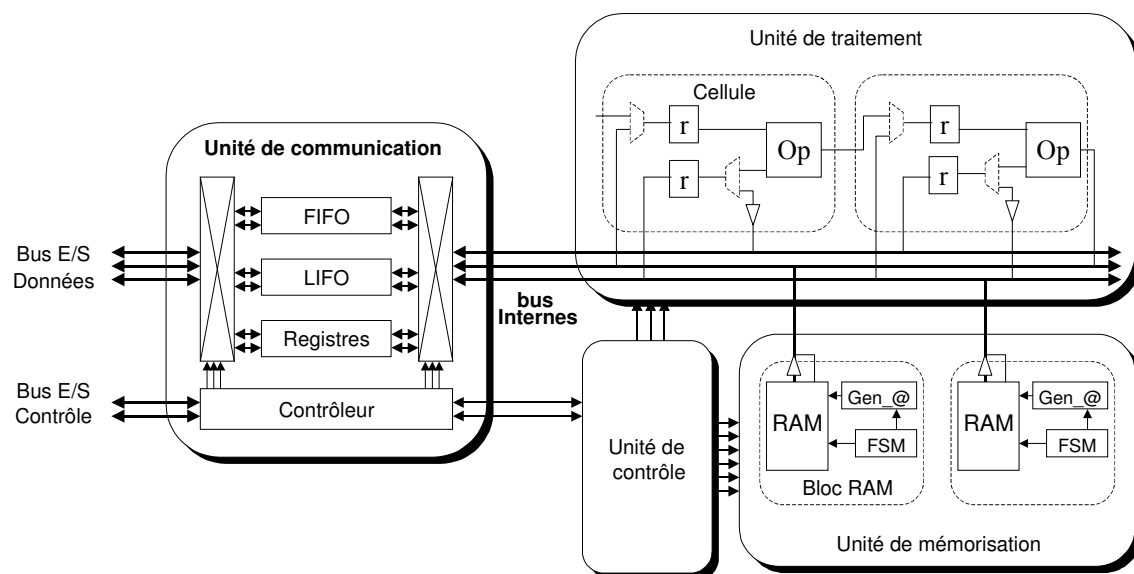 Unité de traitement
Cellule
r
Op
r
r
Op
r
Unité de communication
FIFO
LIFO
Registres
Contrôleur
Bus E/S
Données
Bus E/S
Contrôle
bus
Internes
Unité de
contrôle
RAM
Gen_@
FSM
Bloc RAM
RAM
Gen_@
FSM
Unité de mémorisation